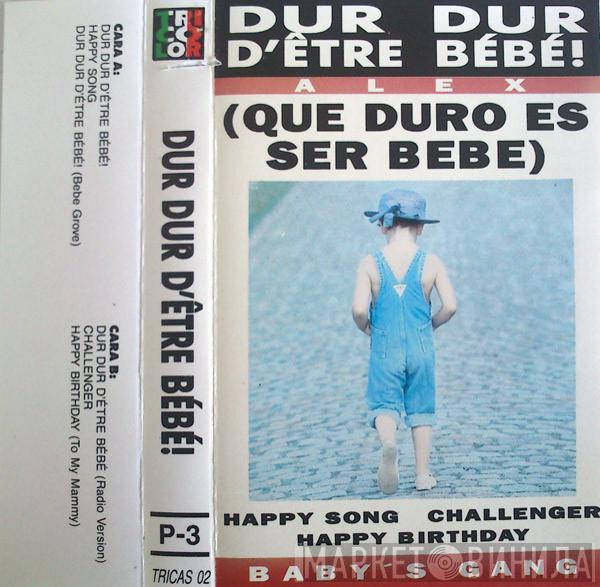 CARA A:
DUR DUR D'ÊTRE BÉBÉ!
HAPPY SONG
DUR DUR D'ÊTRE BÉBÉ! (Bebe Grove)
CARA B:
DUR DUR D'ÊTRE BÉBÉ (Radio Version)
CHALLENGER
HAPPY BIRTHDAY (To My Mammy)
DUR DUR D'ÊTRE BÉBÉ!
P-3
TRICAS 02
DUR DUR
D'ÊTRE BÉBÉ!
ALEX
(QUE DURO ES
SER BEBE)
HAPPY SONG CHALLENGER
HAPPY BIRTHDAY
BABY'S GANG
MARKET ВИНИЛА